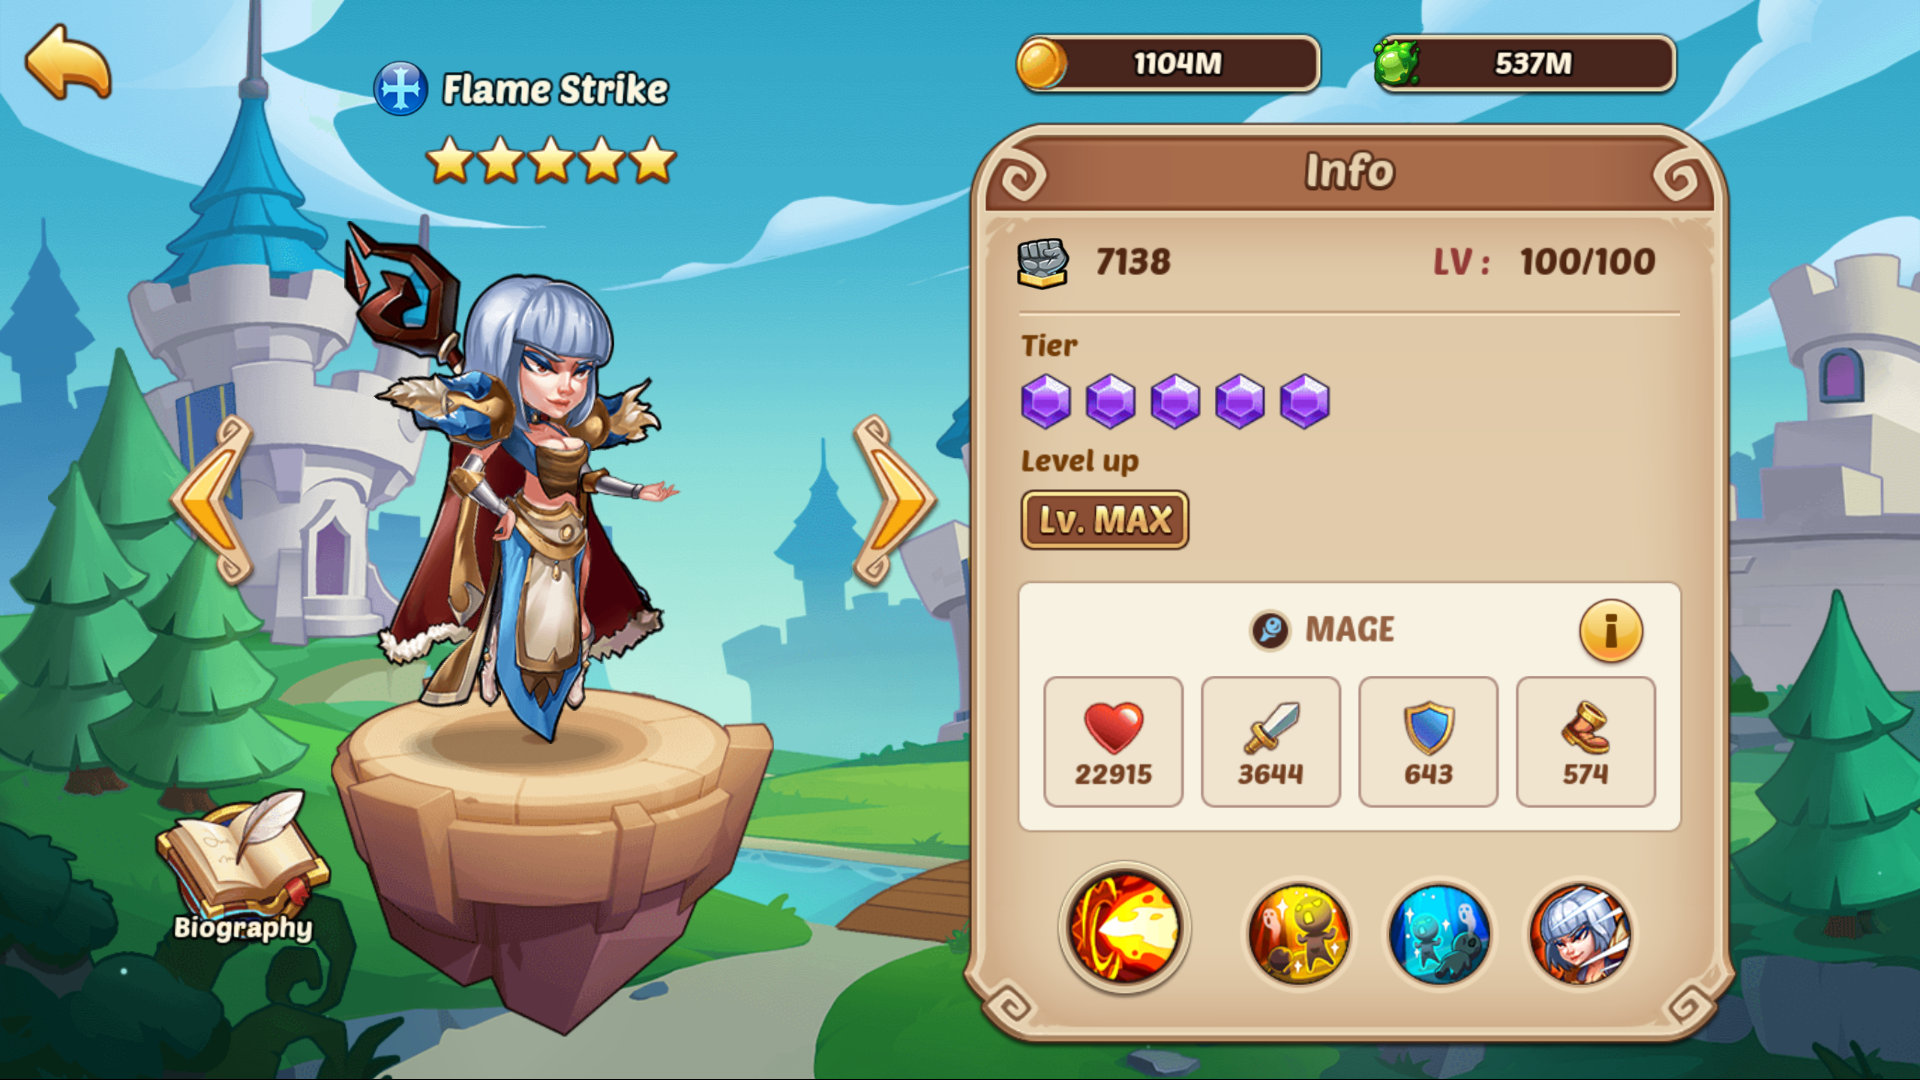 Flame Strike
1104M
537M
Info
7138
LV : 100/100
Tier
Level up
Lv. MAX
MAGE
i
22915
3644
643
574
Biography